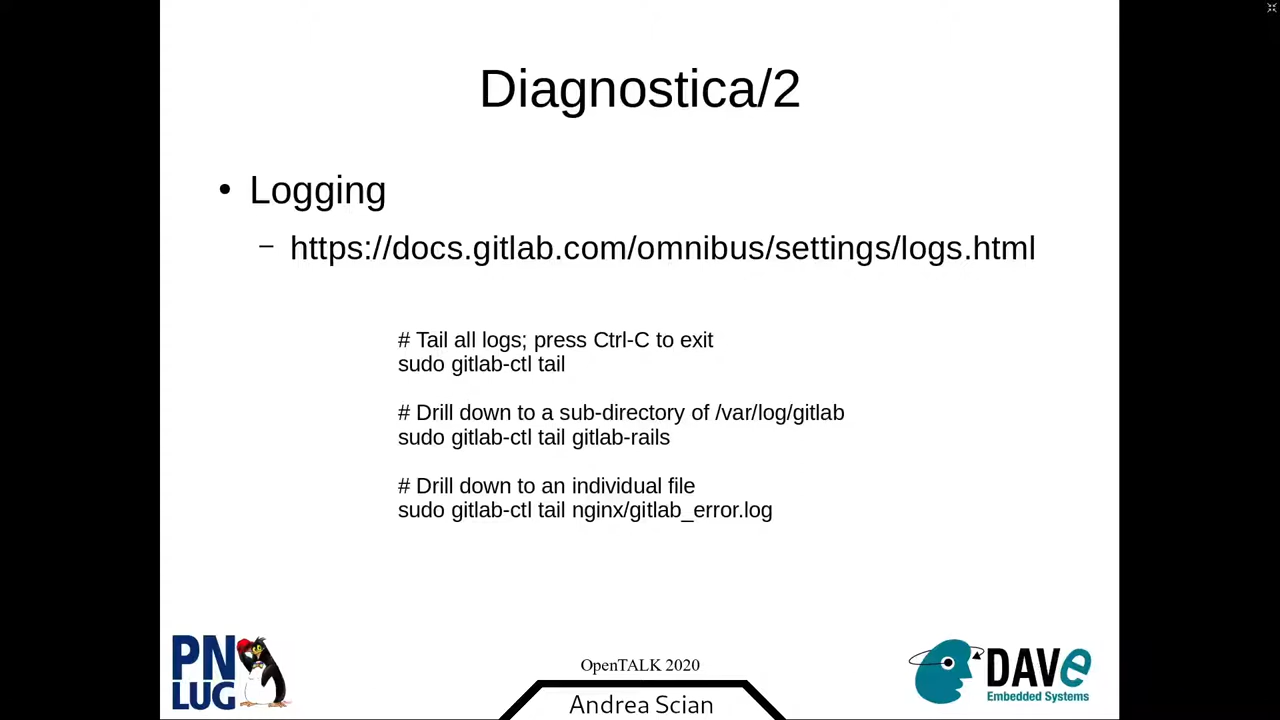 Diagnostica/2
• Logging
– https://docs.gitlab.com/omnibus/settings/logs.html
# Tail all logs; press Ctrl-C to exit
sudo gitlab-ctl tail
# Drill down to a sub-directory of /var/log/gitlab
sudo gitlab-ctl tail gitlab-rails
# Drill down to an individual file
sudo gitlab-ctl tail nginx/gitlab_error.log
PN
LUG
OpenTALK 2020
Andrea Scian
DAVe
Embedded Systems